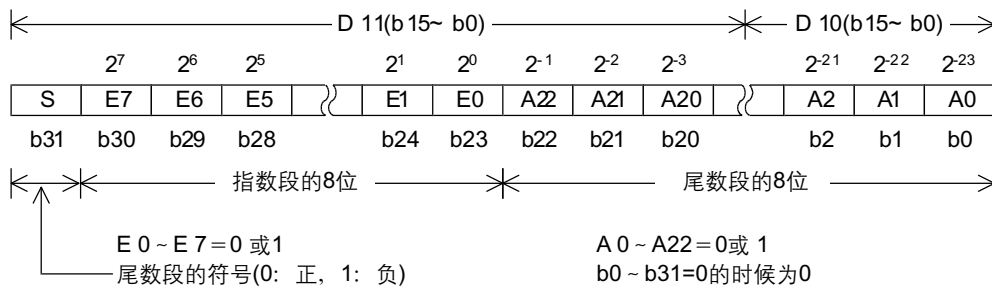 D 11(b 15~ b0) D 10(b15~ b0)
2⁷ 2⁶ 2⁵ 2¹ 2⁰ 2⁻¹ 2⁻² 2⁻³ 2⁻²¹ 2⁻²² 2⁻²³
S E7 E6 E5 E1 E0 A22 A21 A20 A2 A1 A0
b31 b30 b29 b28 b24 b23 b22 b21 b20 b2 b1 b0
指数段的8位 尾数段的8位
E 0 ~ E 7＝0 或1 A 0 ~ A22＝0或 1
尾数段的符号(0: 正, 1: 负) b0 ~ b31=0的时候为0